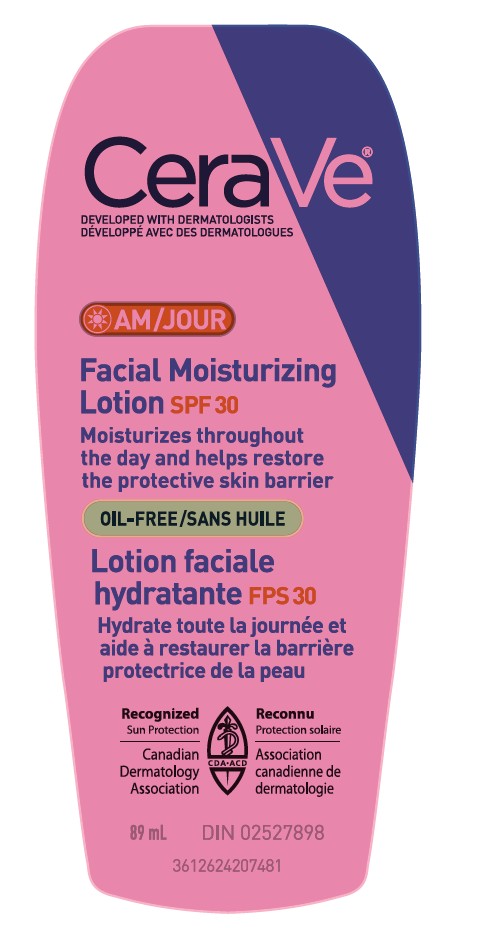 CeraVe®
DEVELOPED WITH DERMATOLOGISTS
DÉVELOPPÉ AVEC DES DERMATOLOGUES
AM/JOUR
Facial Moisturizing
Lotion SPF 30
Moisturizes throughout
the day and helps restore
the protective skin barrier
OIL-FREE/SANS HUILE
Lotion faciale
hydratante FPS 30
Hydrate toute la journée et
aide à restaurer la barrière
protectrice de la peau
Recognized
Sun Protection
Canadian
Dermatology
Association
CDA•ACD
Reconnu
Protection solaire
Association
canadienne de
dermatologie
89 mL DIN 02527898
3612624207481